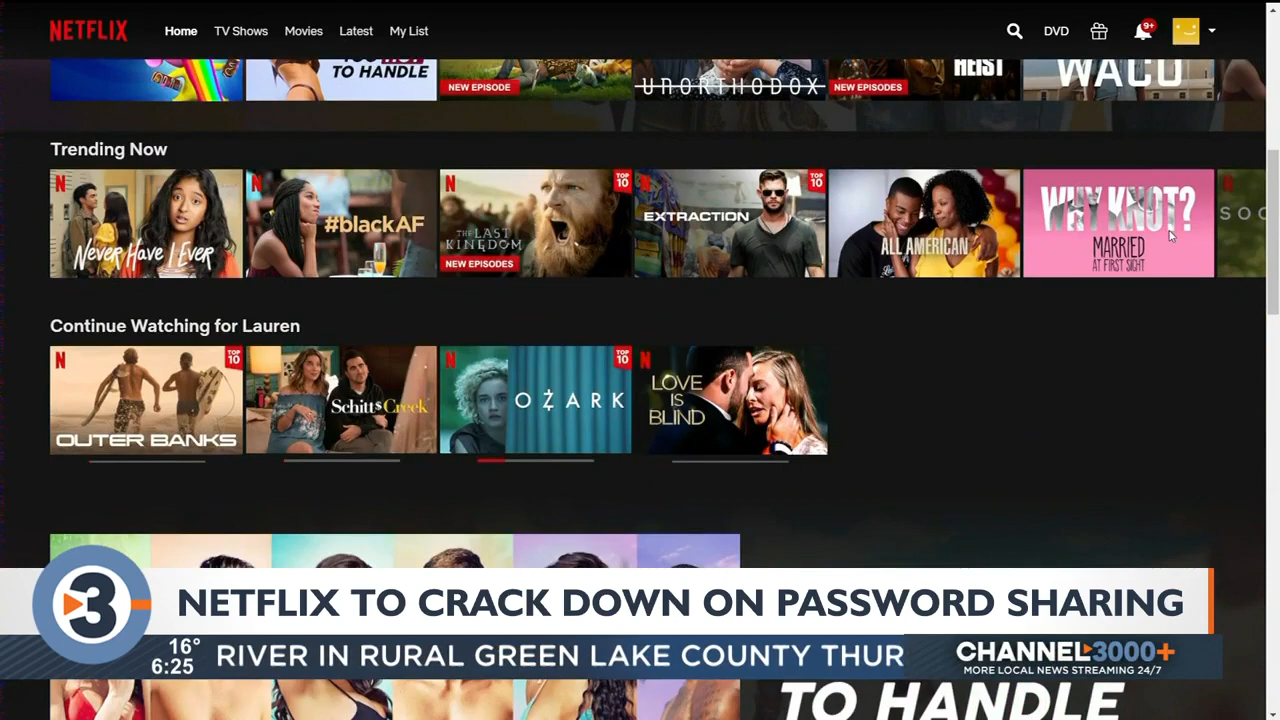 NETFLIX Home TV Shows Movies Latest My List DVD 9+
TO HANDLE
NEW EPISODE
UNORTHODOX
NEW EPISODES
HEIST
WACO
Trending Now
N Never Have I Ever
N #blackAF
N THE LAST KINGDOM NEW EPISODES TOP 10
N EXTRACTION TOP 10
ALL AMERICAN
WHY KNOT?
MARRIED
AT FIRST SIGHT
SOC
Continue Watching for Lauren
N OUTER BANKS TOP 10
Schitt's Creek
N OZARK TOP 10
N LOVE IS BLIND
3 NETFLIX TO CRACK DOWN ON PASSWORD SHARING
16°
6:25
RIVER IN RURAL GREEN LAKE COUNTY THUR
CHANNEL3000+
MORE LOCAL NEWS STREAMING 24/7
TO HANDLE